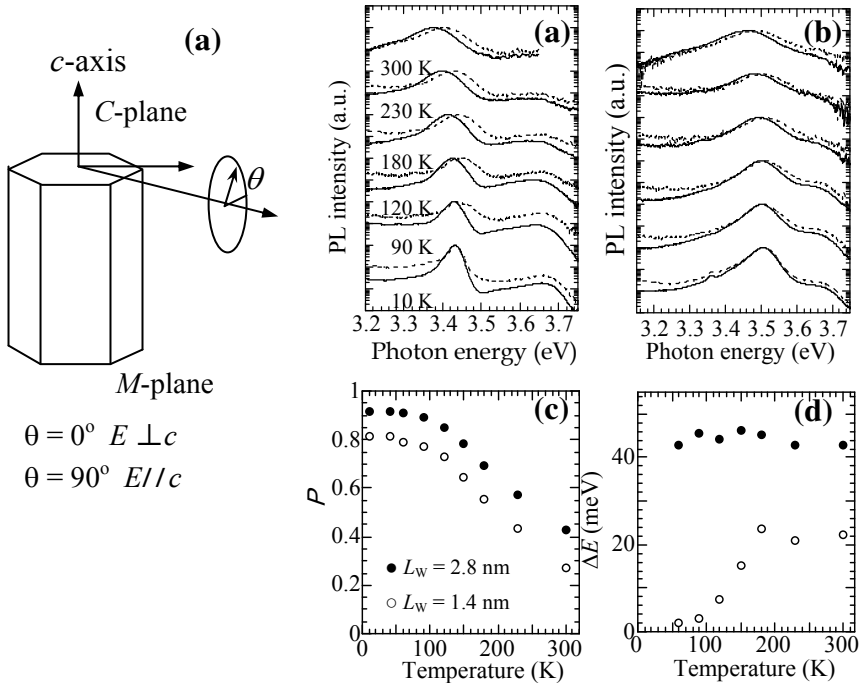 (a)
c-axis
C-plane
θ
M-plane
θ = 0° E ⊥c
θ = 90° E//c
(a)
PL intensity (a.u.)
300 K
230 K
180 K
120 K
90 K
10 K
3.2 3.3 3.4 3.5 3.6 3.7
Photon energy (eV)
(b)
PL intensity (a.u.)
3.2 3.3 3.4 3.5 3.6 3.7
Photon energy (eV)
(c)
P
1
0.8
0.6
0.4
0.2
0
● L_W = 2.8 nm
○ L_W = 1.4 nm
0 100 200 300
Temperature (K)
(d)
ΔE (meV)
40
20
0
0 100 200 300
Temperature (K)